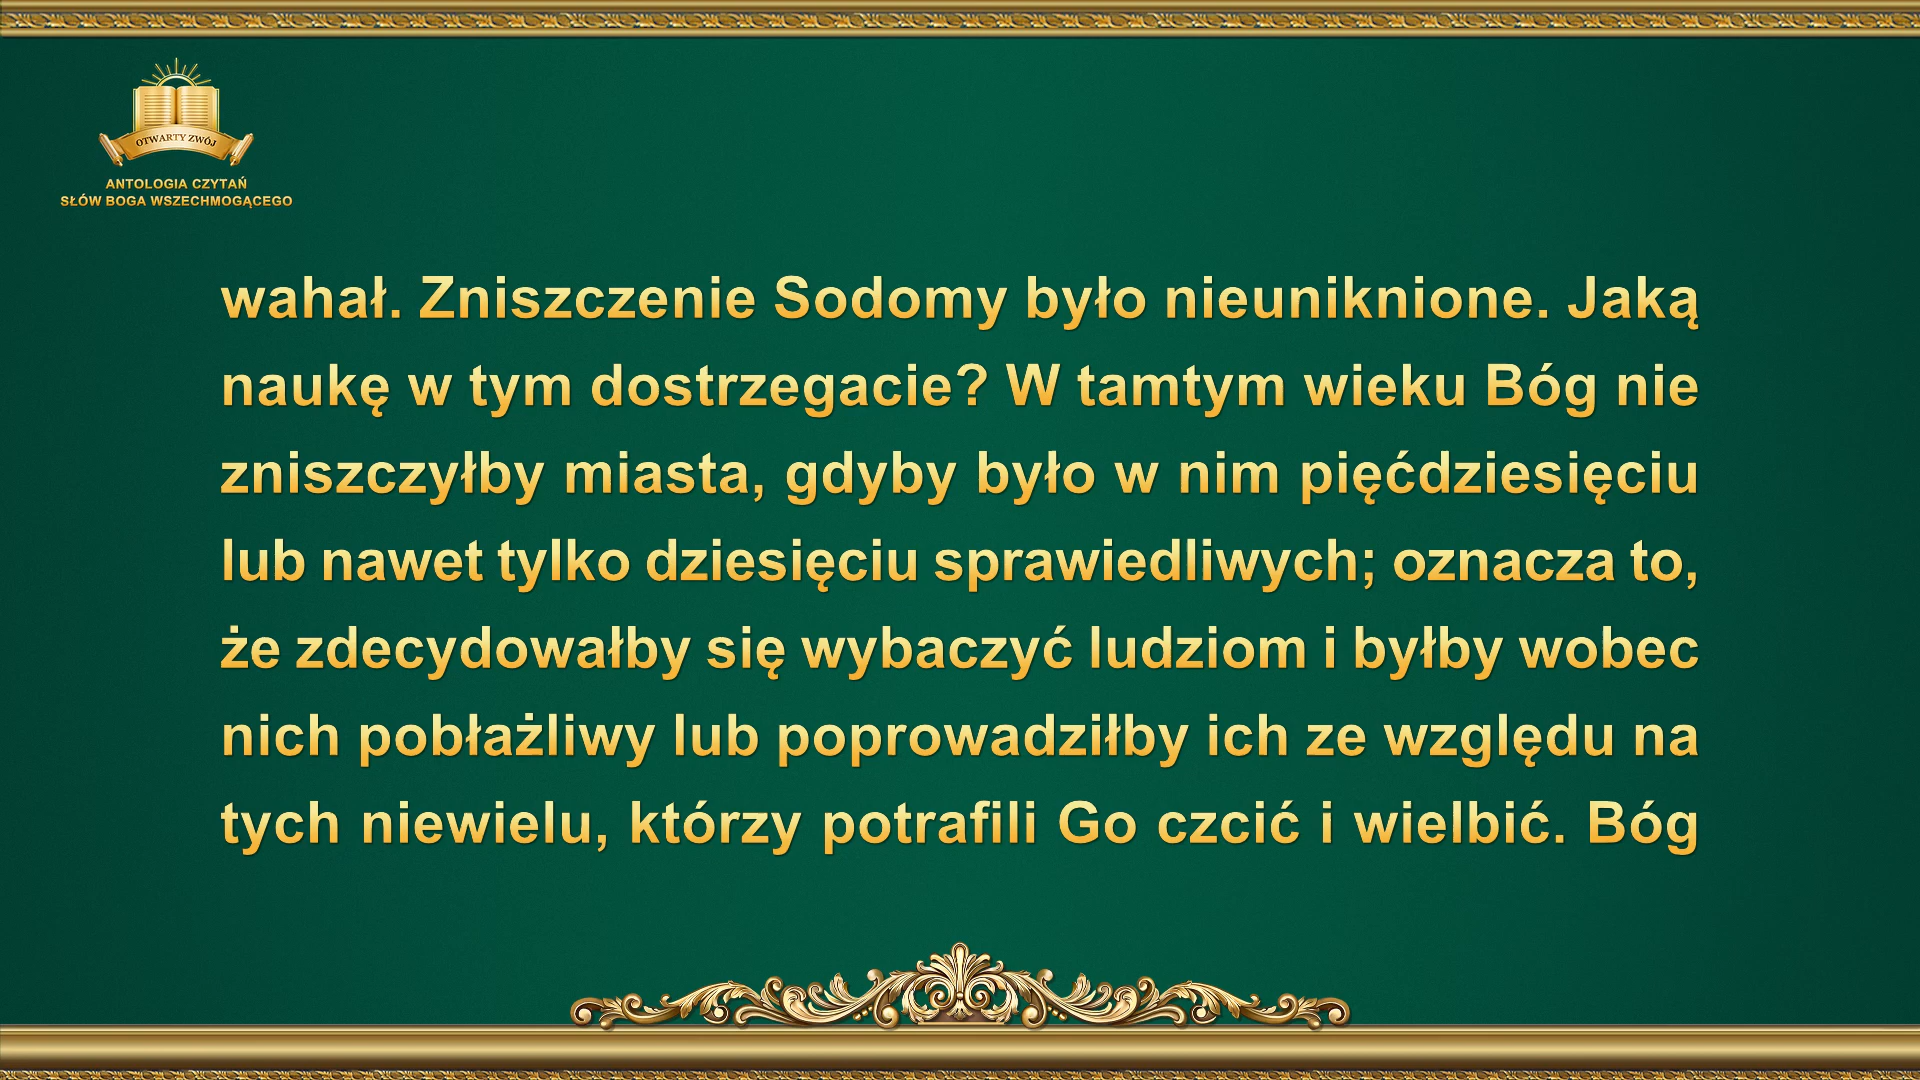 OTWARTY ZWÓJ
ANTOLOGIA CZYTAŃ
SŁÓW BOGA WSZECHMOGĄCEGO
wahał. Zniszczenie Sodomy było nieuniknione. Jaką
naukę w tym dostrzegacie? W tamtym wieku Bóg nie
zniszczyłby miasta, gdyby było w nim pięćdziesięciu
lub nawet tylko dziesięciu sprawiedliwych; oznacza to,
że zdecydowałby się wybaczyć ludziom i byłby wobec
nich pobłażliwy lub poprowadziłby ich ze względu na
tych niewielu, którzy potrafili Go czcić i wielbić. Bóg